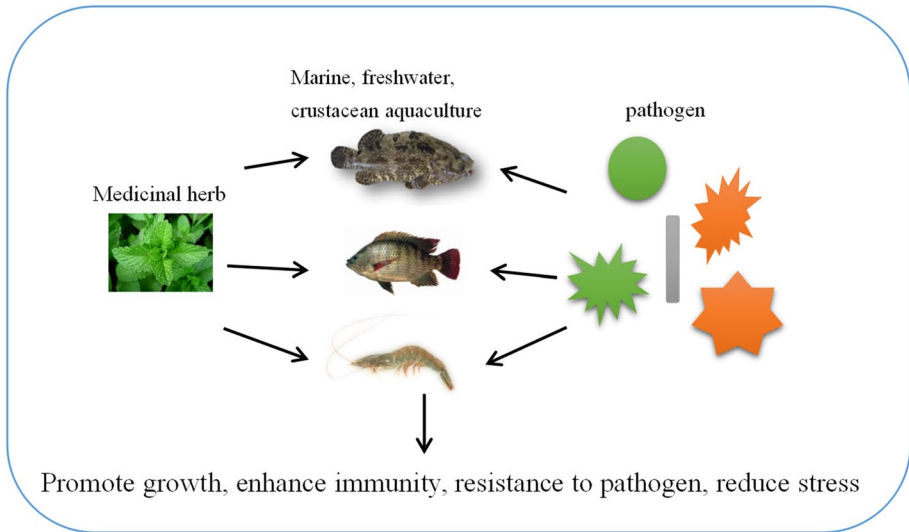 Marine, freshwater,
crustacean aquaculture
pathogen
Medicinal herb
Promote growth, enhance immunity, resistance to pathogen, reduce stress